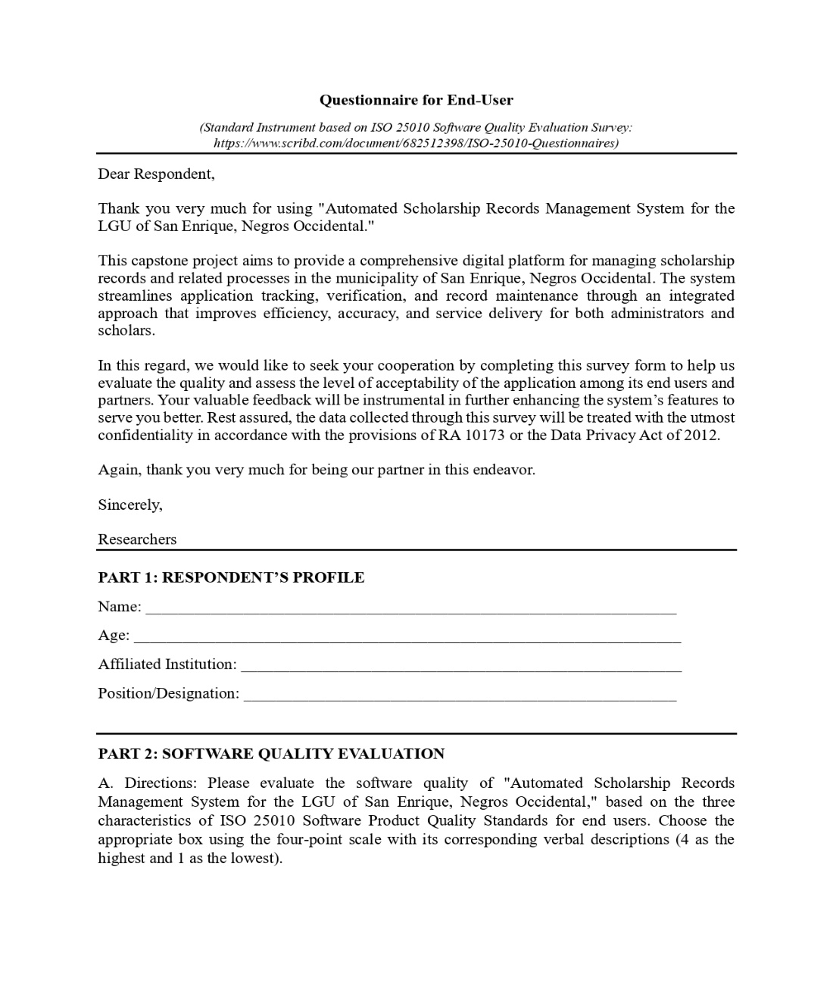 Questionnaire for End-User
(Standard Instrument based on ISO 25010 Software Quality Evaluation Survey:
https://www.scribd.com/document/682512398/ISO-25010-Questionnaires)
Dear Respondent,
Thank you very much for using "Automated Scholarship Records Management System for the
LGU of San Enrique, Negros Occidental."
This capstone project aims to provide a comprehensive digital platform for managing scholarship
records and related processes in the municipality of San Enrique, Negros Occidental. The system
streamlines application tracking, verification, and record maintenance through an integrated
approach that improves efficiency, accuracy, and service delivery for both administrators and
scholars.
In this regard, we would like to seek your cooperation by completing this survey form to help us
evaluate the quality and assess the level of acceptability of the application among its end users and
partners. Your valuable feedback will be instrumental in further enhancing the system’s features to
serve you better. Rest assured, the data collected through this survey will be treated with the utmost
confidentiality in accordance with the provisions of RA 10173 or the Data Privacy Act of 2012.
Again, thank you very much for being our partner in this endeavor.
Sincerely,
Researchers
PART 1: RESPONDENT’S PROFILE
Name: _________________________________________________________________
Age: ___________________________________________________________________
Affiliated Institution: ______________________________________________________
Position/Designation: _____________________________________________________
PART 2: SOFTWARE QUALITY EVALUATION
A. Directions: Please evaluate the software quality of "Automated Scholarship Records
Management System for the LGU of San Enrique, Negros Occidental," based on the three
characteristics of ISO 25010 Software Product Quality Standards for end users. Choose the
appropriate box using the four-point scale with its corresponding verbal descriptions (4 as the
highest and 1 as the lowest).